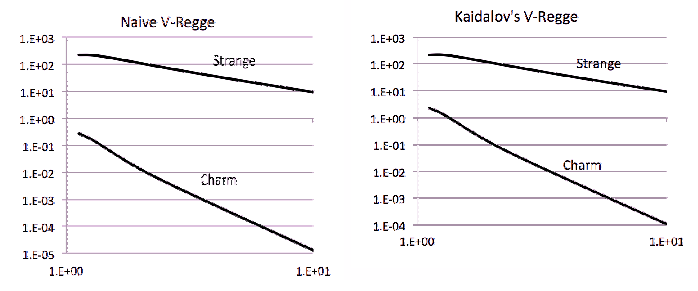 Naive V-Regge
1.E+03
1.E+02
1.E+01
1.E+00
1.E-01
1.E-02
1.E-03
1.E-04
1.E-05
Strange
Charm
1.E+00
1.E+01
Kaidalov's V-Regge
1.E+03
1.E+02
1.E+01
1.E+00
1.E-01
1.E-02
1.E-03
1.E-04
Strange
Charm
1.E+00
1.E+01